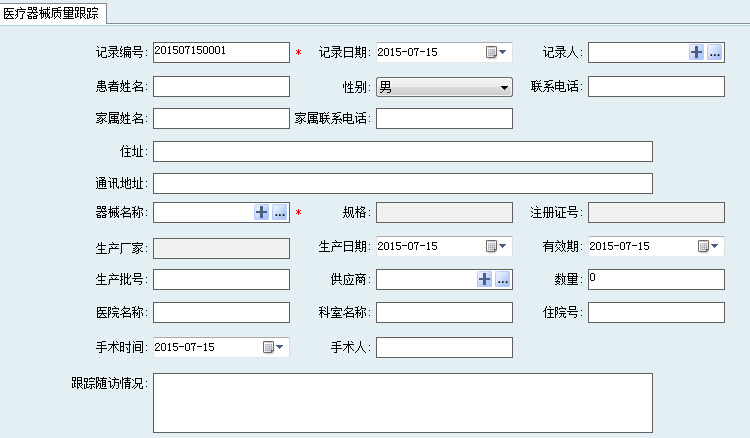 医疗器械质量跟踪
记录编号: 201507150001 * 记录日期: 2015-07-15 记录人: + ...
患者姓名: 性别: 男 联系电话:
家属姓名: 家属联系电话:
住址:
通讯地址:
器械名称: + ... * 规格: 注册证号:
生产厂家: 生产日期: 2015-07-15 有效期: 2015-07-15
生产批号: 供应商: + ... 数量: 0
医院名称: 科室名称: 住院号:
手术时间: 2015-07-15 手术人:
跟踪随访情况: